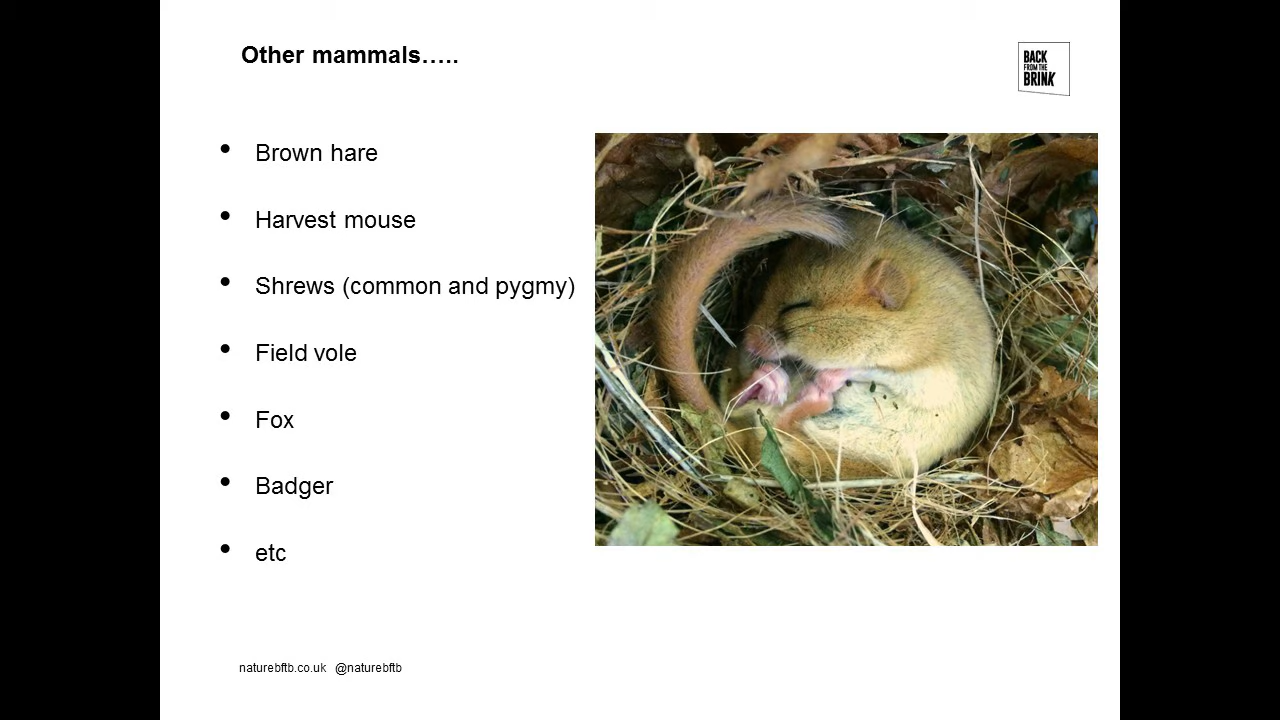 Other mammals…..
BACK
FROM THE
BRINK
• Brown hare
• Harvest mouse
• Shrews (common and pygmy)
• Field vole
• Fox
• Badger
• etc
naturebftb.co.uk @naturebftb